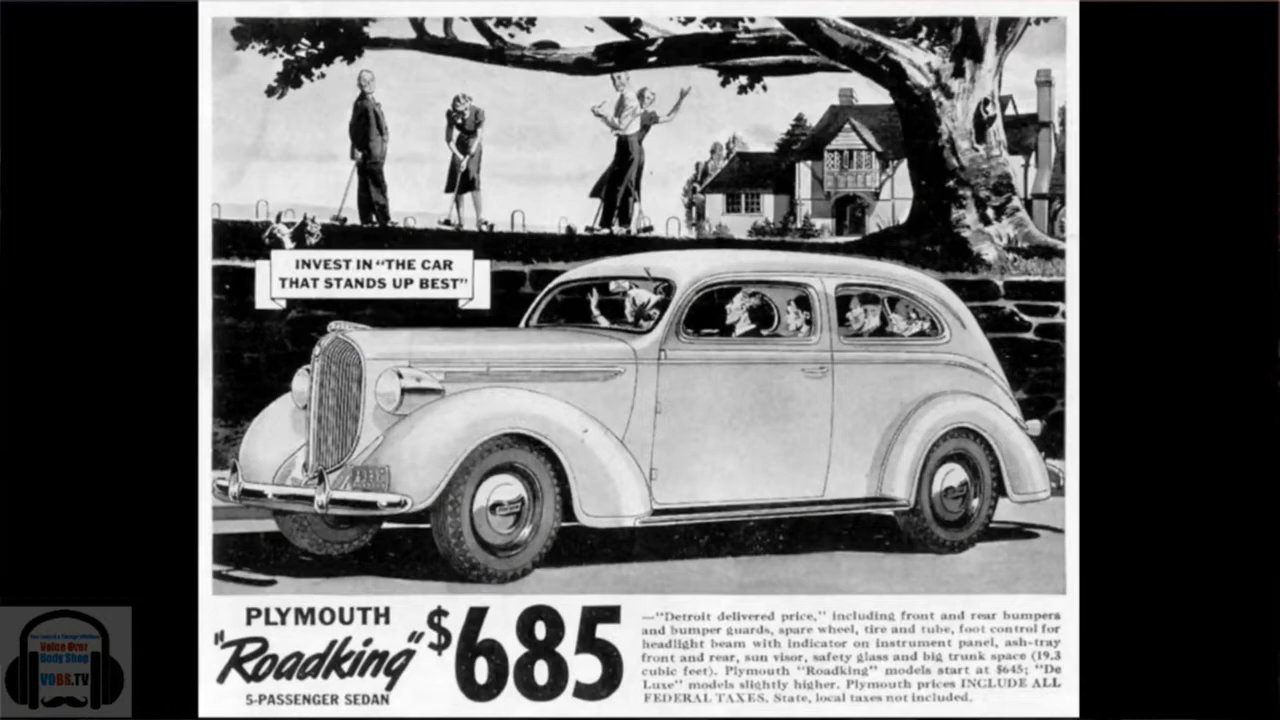 INVEST IN "THE CAR
THAT STANDS UP BEST"
PLYMOUTH
"Roadking"
5-PASSENGER SEDAN
$685
—"Detroit delivered price," including front and rear bumpers
and bumper guards, spare wheel, tire and tube, foot control for
headlight beam with indicator on instrument panel, ash-tray
front and rear, sun visor, safety glass and big trunk space (19.3
cubic feet). Plymouth "Roadking" models start at $645; "De
Luxe" models slightly higher. Plymouth prices INCLUDE ALL
FEDERAL TAXES. State, local taxes not included.
Voice Over
Body Shop
VOBS.TV